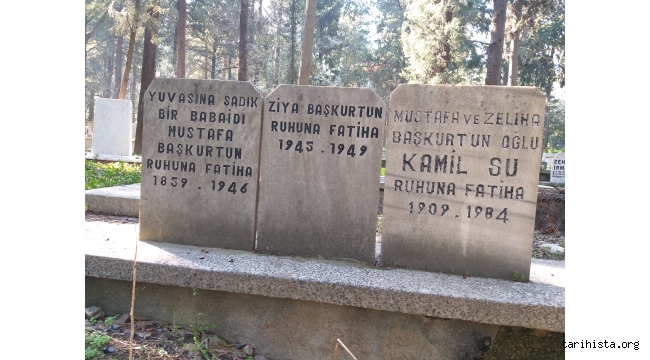 YUVASINA SADIK
BİR BABAİDİ
MUSTAFA
BAŞKURTUN
RUHUNA FATİHA
1859 . 1946
ZİYA BAŞKURTUN
RUHUNA FATİHA
1945 . 1949
MUSTAFA VE ZELİHA
BAŞKURTUN OĞLU
KAMİL SU
RUHUNA FATİHA
1909 . 1984
tarihista.org